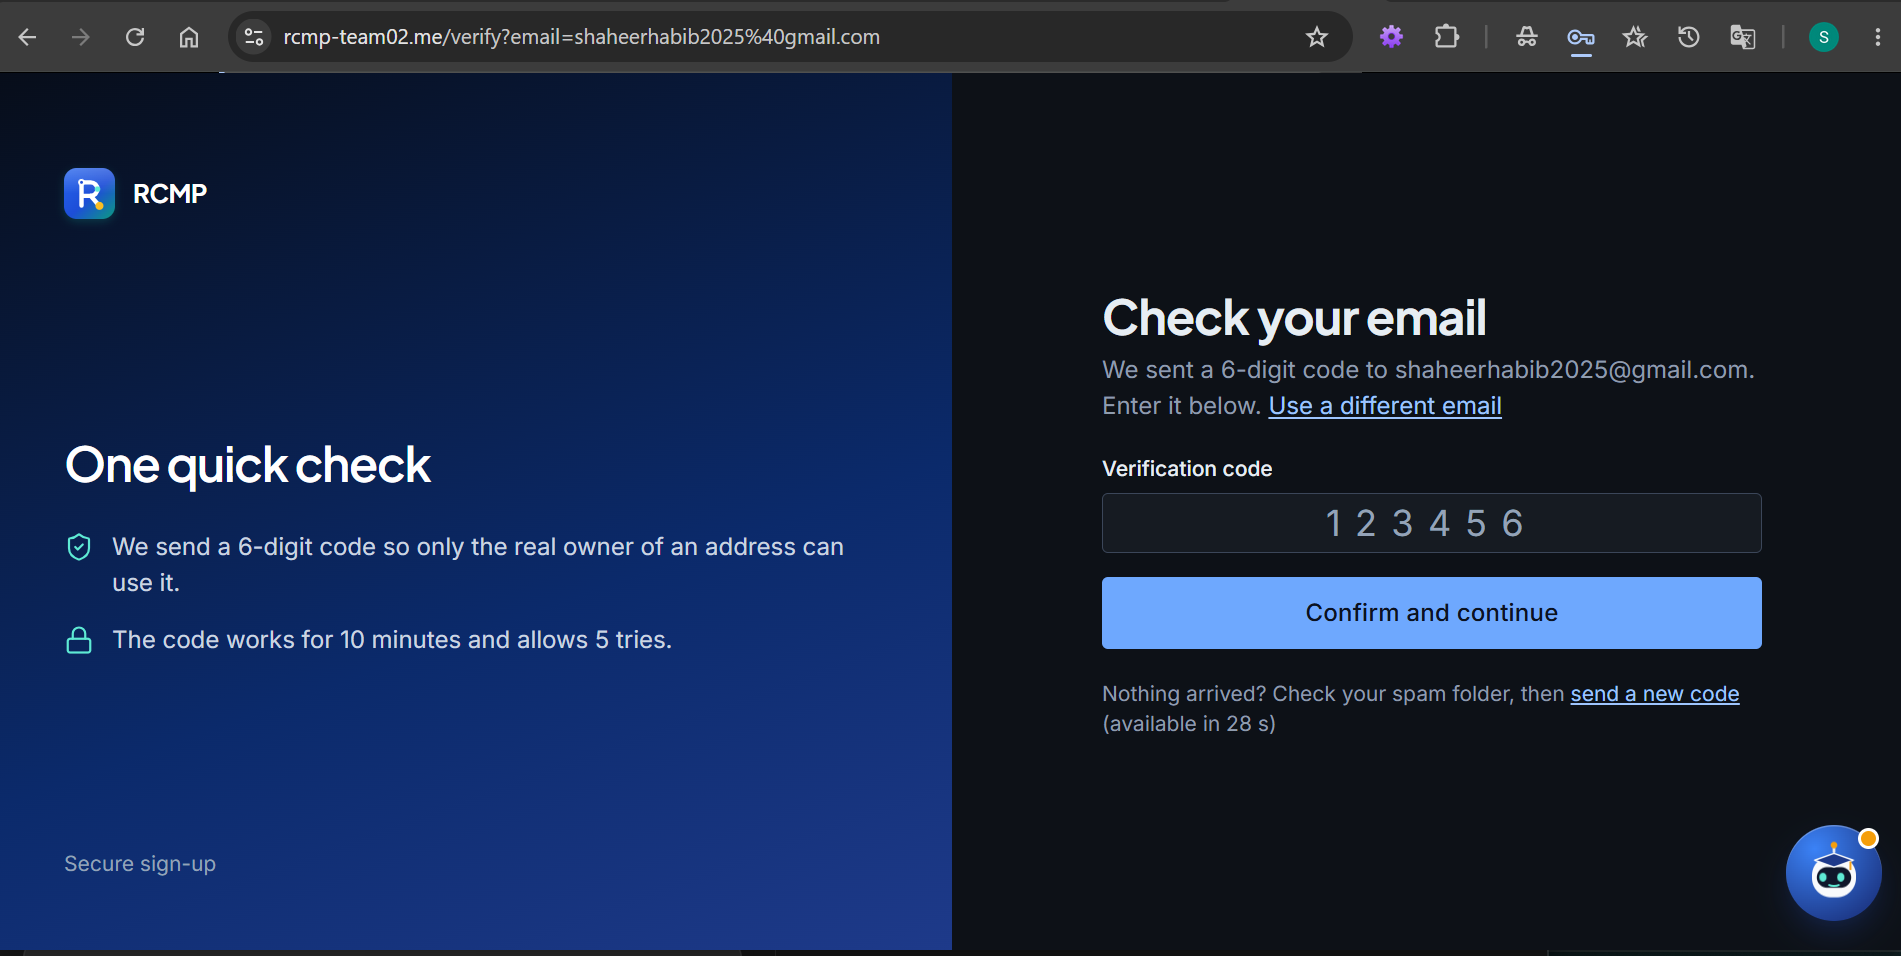 rcmp-team02.me/verify?email=shaheerhabib2025%40gmail.com
S
RCMP
One quick check
We send a 6-digit code so only the real owner of an address can
use it.
The code works for 10 minutes and allows 5 tries.
Secure sign-up
Check your email
We sent a 6-digit code to shaheerhabib2025@gmail.com.
Enter it below. Use a different email
Verification code
1 2 3 4 5 6
Confirm and continue
Nothing arrived? Check your spam folder, then send a new code
(available in 28 s)